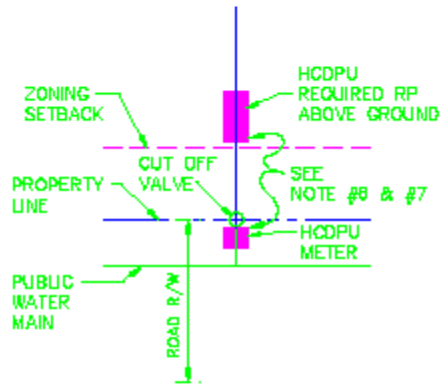 HCDPU
REQUIRED RP
ABOVE GROUND
ZONING
SETBACK
CUT OFF
VALVE
SEE
NOTE #6 & #7
PROPERTY
LINE
HCDPU
METER
PUBLIC
WATER
MAIN
ROAD R/W